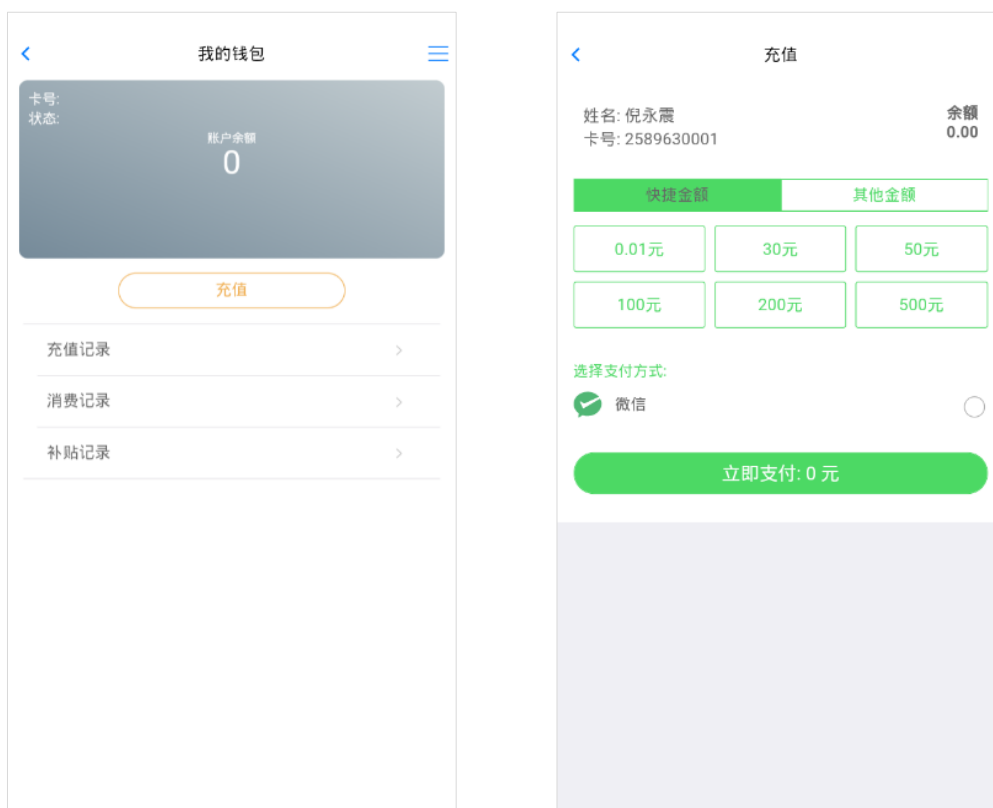 我的钱包
卡号:
状态:
账户余额
0
充值
充值记录
消费记录
补贴记录
充值
姓名: 倪永震
卡号: 2589630001
余额
0.00
快捷金额 其他金额
0.01元 30元 50元
100元 200元 500元
选择支付方式:
微信
立即支付: 0 元